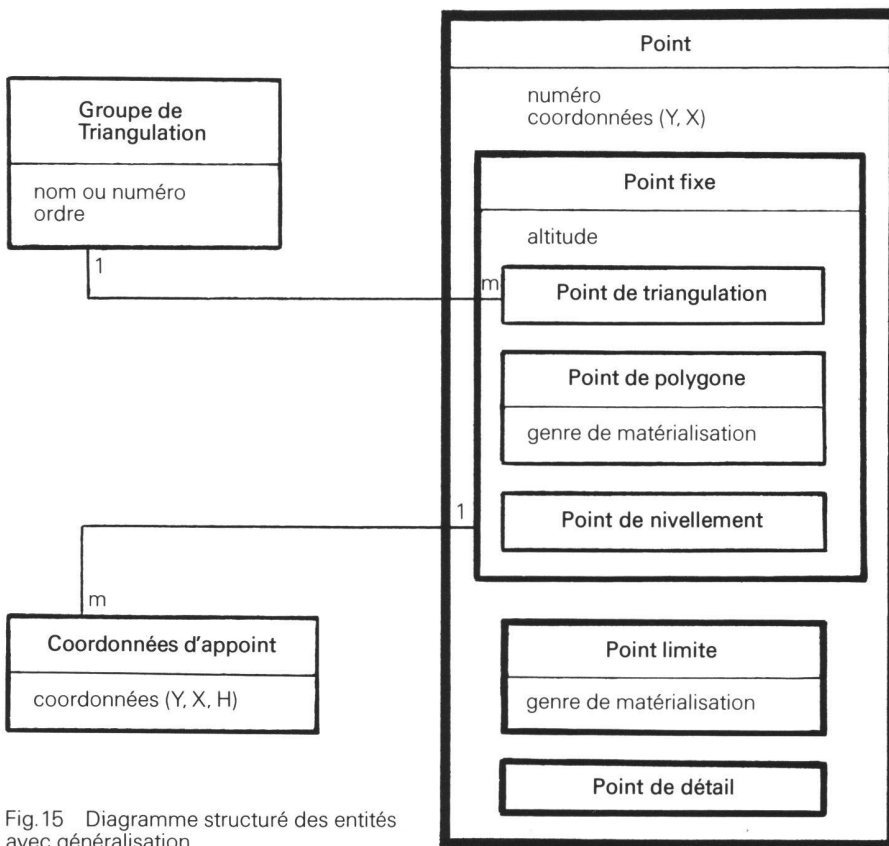 Groupe de
Triangulation
nom ou numéro
ordre
1
m
Coordonnées d'appoint
coordonnées (Y, X, H)
Point
numéro
coordonnées (Y, X)
Point fixe
altitude
m
Point de triangulation
Point de polygone
genre de matérialisation
1
Point de nivellement
Point limite
genre de matérialisation
Point de détail
Fig. 15 Diagramme structuré des entités
avec généralisation